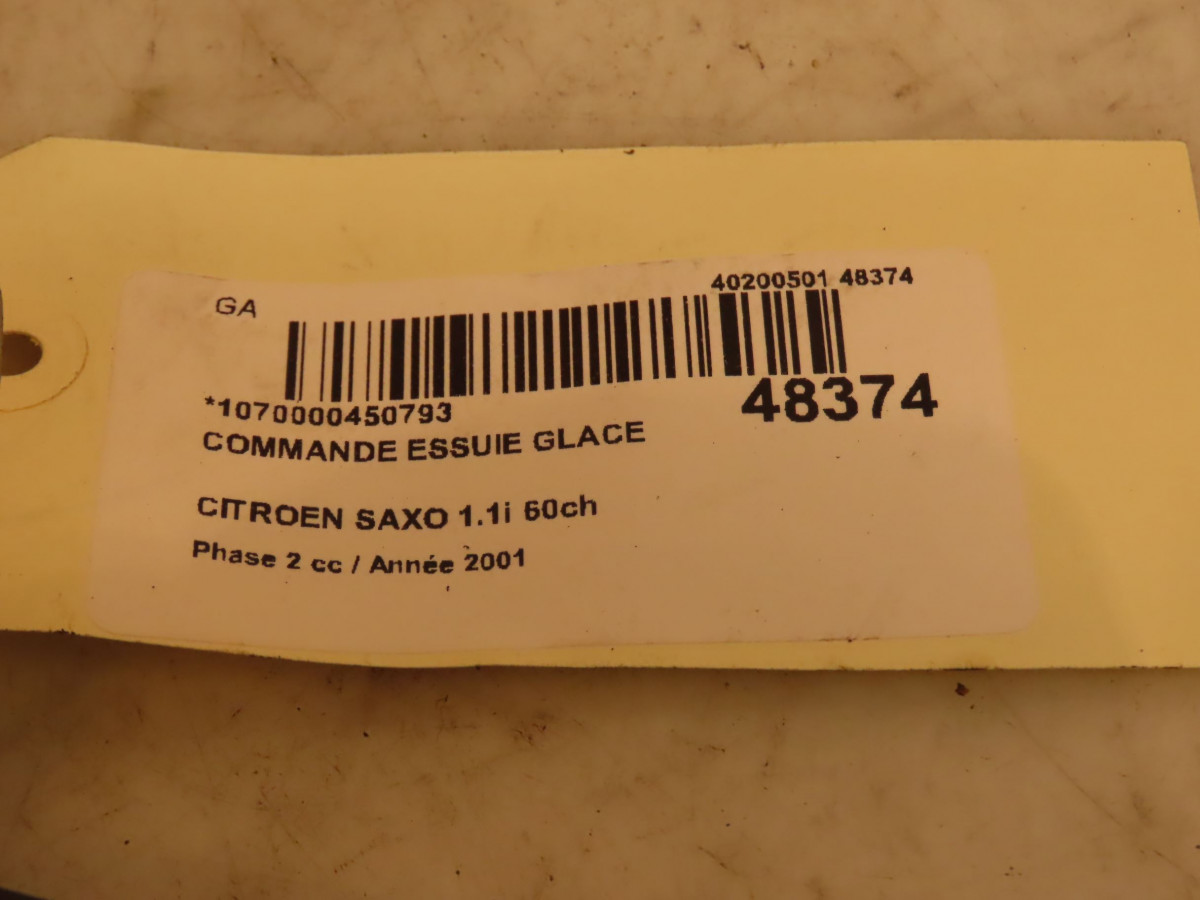 GA
40200501 48374
*1070000450793
48374
COMMANDE ESSUIE GLACE
CITROEN SAXO 1.1i 60ch
Phase 2 cc / Année 2001